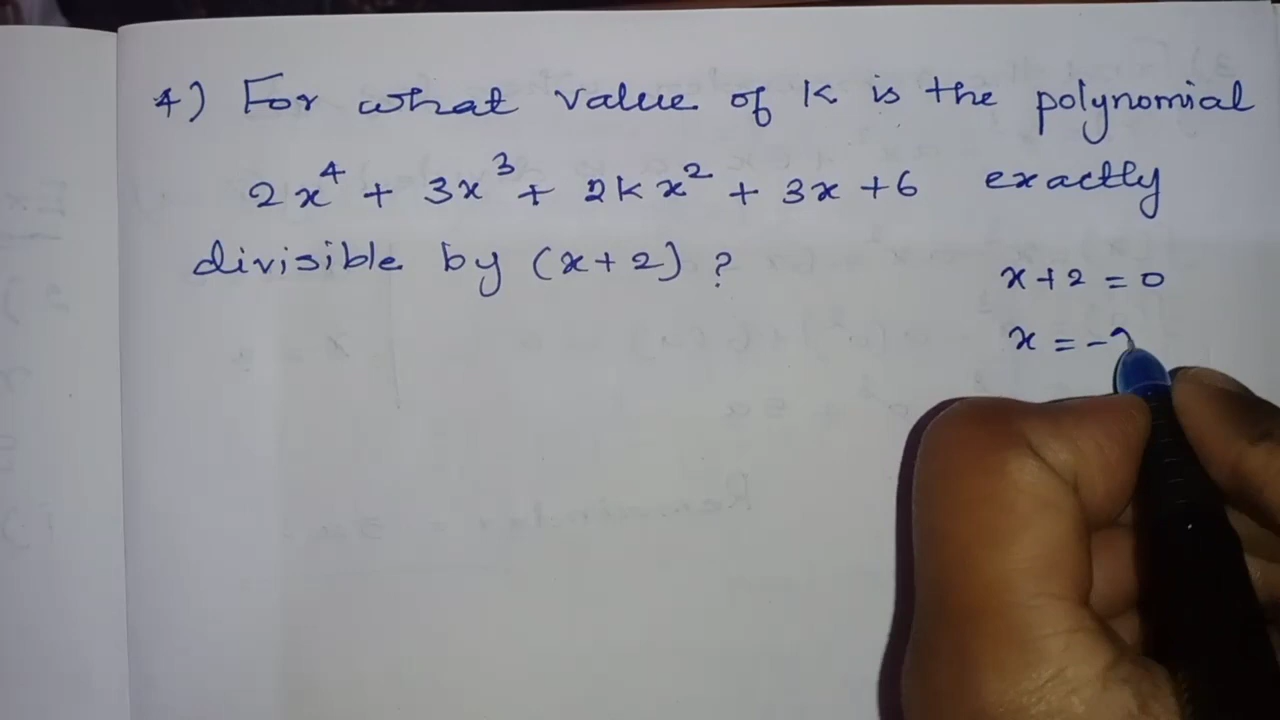 4) For what value of K is the polynomial
2x⁴ + 3x³ + 2kx² + 3x + 6 exactly
divisible by (x+2) ?
x + 2 = 0
x = -2